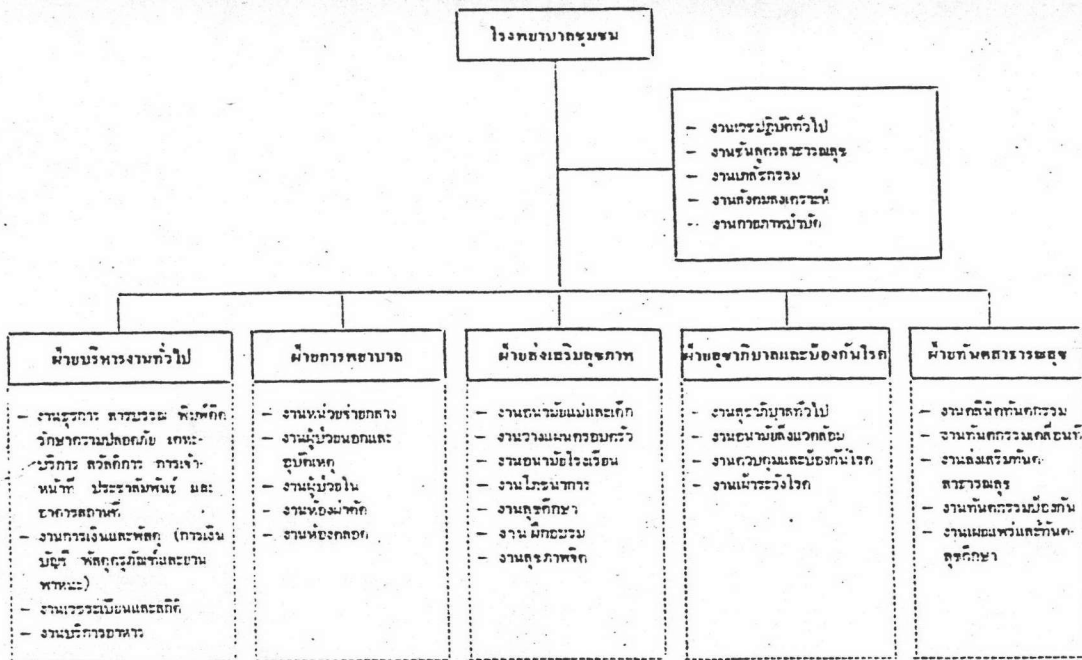 โรงพยาบาลชุมชน
- งานเวชปฏิบัติทั่วไป
- งานชันสูตรสาธารณสุข
- งานเภสัชกรรม
- งานสังคมสงเคราะห์
- งานกายภาพบำบัด
ฝ่ายบริหารงานทั่วไป
- งานธุรการ สารบรรณ พิมพ์ดีด
รักษาความปลอดภัย เคหะ-
บริการ สวัสดิการ การเจ้า-
หน้าที่ ประชาสัมพันธ์ และ
อาคารสถานที่
- งานการเงินและพัสดุ (การเงิน
บัญชี พัสดุครุภัณฑ์และยาน
พาหนะ)
- งานเวชระเบียนและสถิติ
- งานบริการอาหาร
ฝ่ายการพยาบาล
- งานหน่วยจ่ายกลาง
- งานผู้ป่วยนอกและ
อุบัติเหตุ
- งานผู้ป่วยใน
- งานห้องผ่าตัด
- งานห้องคลอด
ฝ่ายส่งเสริมสุขภาพ
- งานอนามัยแม่และเด็ก
- งานวางแผนครอบครัว
- งานอนามัยโรงเรียน
- งานโภชนาการ
- งานสุขศึกษา
- งานฝึกอบรม
- งานสุขภาพจิต
ฝ่ายสุขาภิบาลและป้องกันโรค
- งานสุขาภิบาลทั่วไป
- งานอนามัยสิ่งแวดล้อม
- งานควบคุมและป้องกันโรค
- งานเฝ้าระวังโรค
ฝ่ายทันตสาธารณสุข
- งานคลินิคทันตกรรม
- งานทันตกรรมเคลื่อนที่
- งานส่งเสริมทันต-
สาธารณสุข
- งานทันตกรรมป้องกัน
- งานเผยแพร่และทันต-
สุขศึกษา